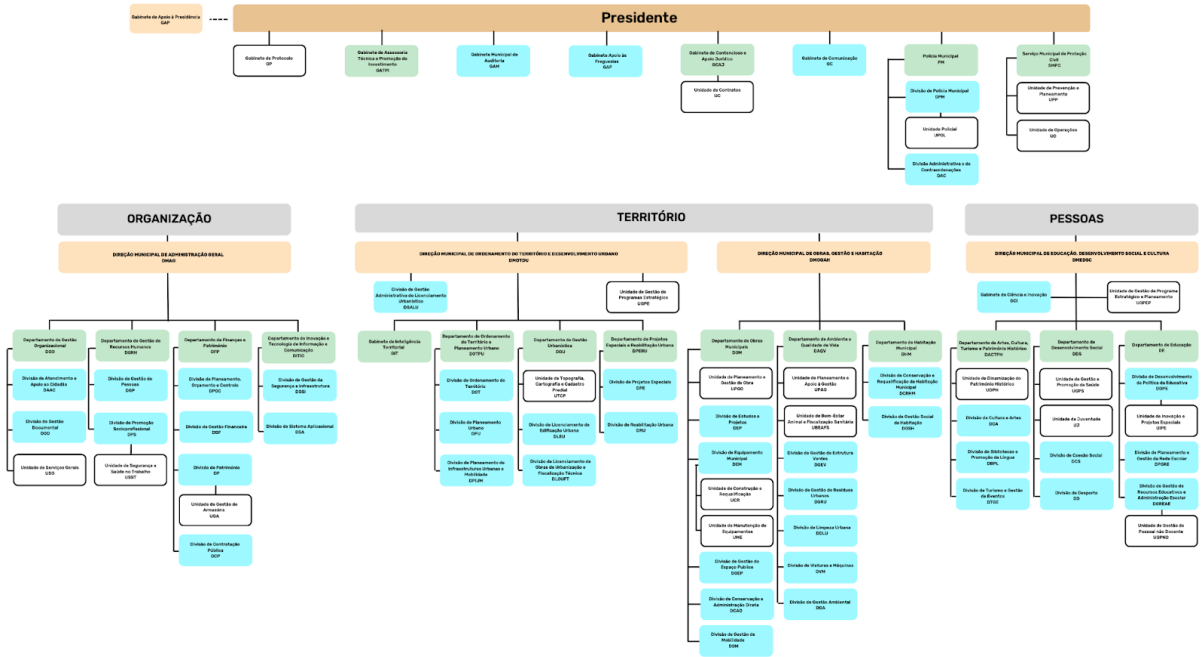 Gabinete de Apoio à Presidência
GAP
Presidente
Gabinete de Protocolo
GP
Gabinete de Assessoria
Técnica e Promoção do
Investimento
GATPI
Gabinete Municipal de
Auditoria
GAM
Gabinete Apoio às
Freguesias
GAF
Gabinete de Contencioso e
Apoio Jurídico
GCAJ
Unidade de Contratos
UC
Gabinete de Comunicação
GC
Polícia Municipal
PM
Divisão de Polícia Municipal
DPM
Unidade Policial
UPOL
Divisão Administrativa e de
Contraordenações
DAC
Serviço Municipal de Proteção
Civil
SMPC
Unidade de Prevenção e
Planeamento
UPP
Unidade de Operações
UO
ORGANIZAÇÃO
DIREÇÃO MUNICIPAL DE ADMINISTRAÇÃO GERAL
DMAG
Departamento de Gestão
Organizacional
DGO
Divisão de Atendimento e
Apoio ao Cidadão
DAAC
Divisão de Gestão
Documental
DGD
Unidade de Serviços Gerais
USG
Departamento de Gestão de
Recursos Humanos
DGRH
Divisão de Gestão de
Pessoas
DGP
Divisão de Promoção
Socioprofissional
DPS
Unidade de Segurança e
Saúde no Trabalho
USST
Departamento de Finanças e
Património
DFP
Divisão de Planeamento,
Orçamento e Controlo
DPOC
Divisão de Gestão Financeira
DGF
Divisão de Património
DP
Unidade de Gestão de
Armazéns
UGA
Divisão de Contratação
Pública
DCP
Departamento de Inovação e
Tecnologia de Informação e
Comunicação
DITIC
Divisão de Gestão de
Segurança e Infraestrutura
DGSI
Divisão de Sistema Aplicacional
DSA
TERRITÓRIO
DIREÇÃO MUNICIPAL DE ORDENAMENTO DO TERRITÓRIO E DESENVOLVIMENTO URBANO
DMOTDU
Divisão de Gestão
Administrativa do Licenciamento
Urbanístico
DGALU
Unidade de Gestão de
Programas Estratégico
UGPE
Gabinete de Inteligência
Territorial
GIT
Departamento de Ordenamento
do Território e Planeamento
Urbano
DOTPU
Divisão de Ordenamento do
Território
DOT
Divisão de Planeamento
Urbano
DPU
Divisão de Planeamento de
Infraestruturas Urbanas e
Mobilidade
DPIUM
Departamento de Gestão
Urbanística
DGU
Unidade de Topografia,
Cartografia e Cadastro
Predial
UTCP
Divisão de Licenciamento de
Edificação Urbana
DLEU
Divisão de Licenciamento de
Obras de Urbanização e
Fiscalização Técnica
DLOUFT
Departamento de Projetos
Especiais e Reabilitação Urbana
DPERU
Divisão de Projetos Especiais
DPE
Divisão de Reabilitação Urbana
DRU
DIREÇÃO MUNICIPAL DE OBRAS, GESTÃO E HABITAÇÃO
DMOGAH
Departamento de Obras
Municipais
DOM
Unidade de Planeamento e
Gestão de Obra
UPGO
Divisão de Estudos e
Projetos
DEP
Divisão de Equipamento
Municipal
DEM
Unidade de Construção e
Requalificação
UCR
Unidade de Manutenção de
Equipamentos
UME
Divisão de Gestão do
Espaço Público
DGEP
Divisão de Conservação e
Administração Direta
DCAD
Divisão de Gestão de
Mobilidade
DGM
Departamento de Ambiente e
Qualidade de Vida
DAQV
Unidade de Planeamento e
Apoio à Gestão
UPAG
Unidade de Bem-Estar
Animal e Fiscalização Sanitária
UBEAFS
Divisão de Gestão de Estrutura
Verdes
DGEV
Divisão de Gestão de Resíduos
Urbanos
DGRU
Divisão de Limpeza Urbana
DGLU
Divisão de Viaturas e Máquinas
DVM
Divisão de Gestão Ambiental
DGA
Departamento de Habitação
Municipal
DHM
Divisão de Conservação e
Requalificação de Habitação
Municipal
DCRHM
Divisão de Gestão Social
de Habitação
DGSH
PESSOAS
DIREÇÃO MUNICIPAL DE EDUCAÇÃO, DESENVOLVIMENTO SOCIAL E CULTURA
DMEDSC
Gabinete de Ciência e Inovação
GCI
Unidade de Gestão de Programa
Estratégico e Planeamento
UGPEP
Departamento de Artes, Cultura,
Turismo e Património Histórico
DACTPH
Unidade de Dinamização do
Património Histórico
UDPH
Divisão de Cultura e Artes
DCA
Divisão de Bibliotecas e
Promoção da Língua
DBPL
Divisão de Turismo e Gestão
de Eventos
DTGE
Departamento de
Desenvolvimento Social
DDS
Unidade de Gestão e
Promoção da Saúde
UGPS
Unidade da Juventude
UJ
Divisão de Coesão Social
DCS
Divisão de Desporto
DD
Departamento de Educação
DE
Divisão de Desenvolvimento
do Política de Educativa
Unidade de Inovação e
Projetos Especiais
UIPE
Divisão de Planeamento e
Gestão da Rede Escolar
DPGRE
Divisão de Gestão de
Recursos Educativos e
Administração Escolar
DGREAE
Unidade de Gestão de
Pessoal não Docente
UGPND